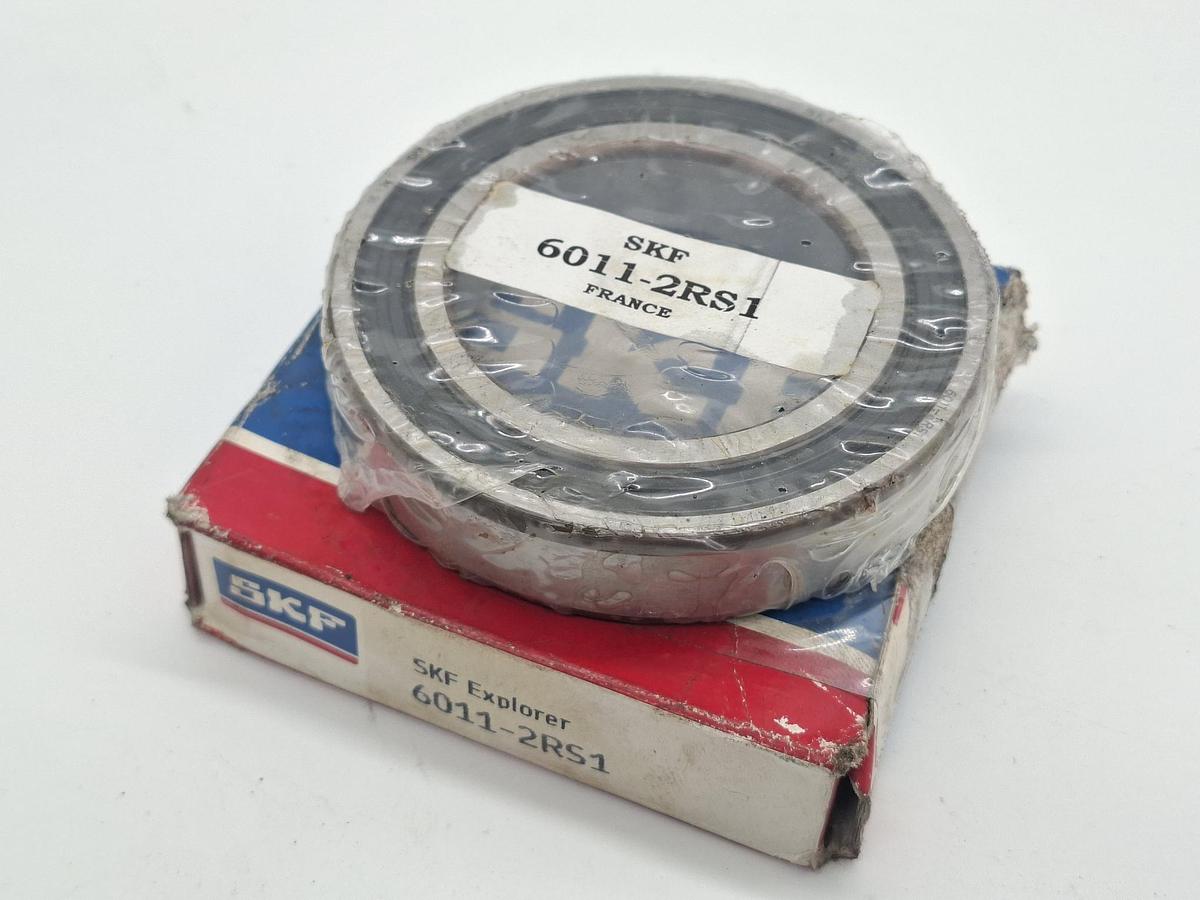 SKF
6011-2RS1
FRANCE
SKF
SKF Explorer
6011-2RS1